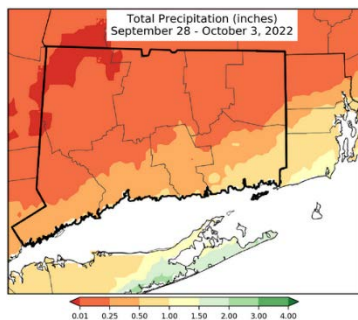 Total Precipitation (inches)
September 28 - October 3, 2022
0.01 0.25 0.50 1.00 1.50 2.00 3.00 4.00